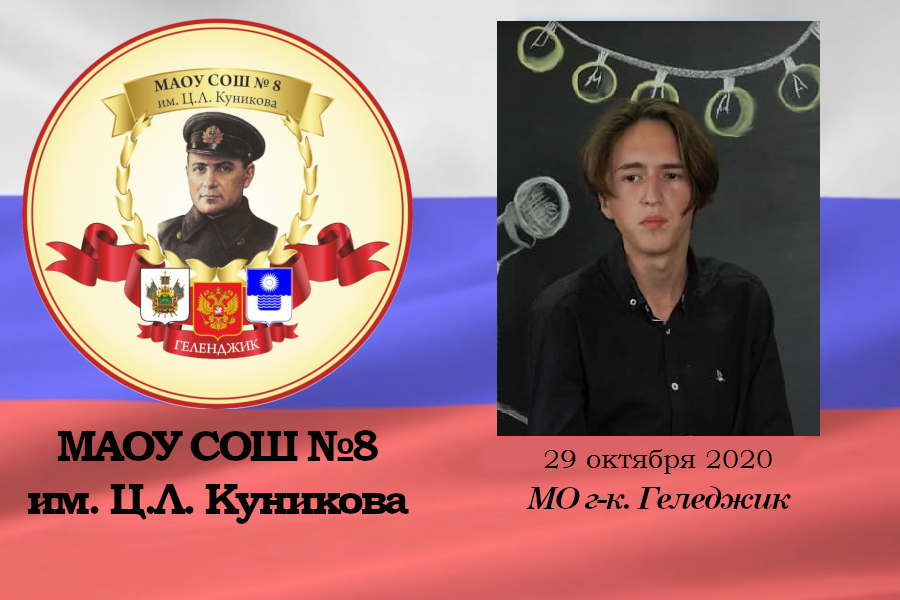 МАОУ СОШ № 8
им. Ц.Л. Куникова
ГЕЛЕНДЖИК
МАОУ СОШ №8
им. Ц.Л. Куникова
29 октября 2020
МО г-к. Геледжик